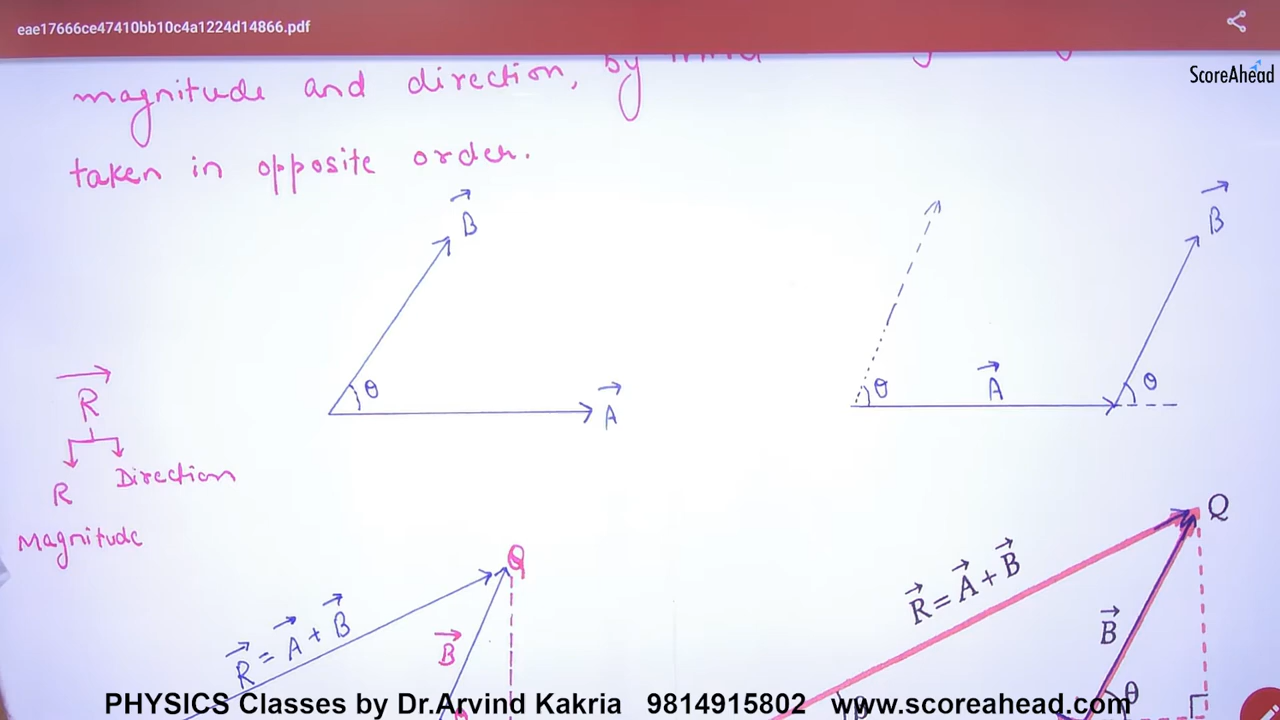 eae17666ce47410bb10c4a1224d14866.pdf
ScoreAhead
magnitude and direction, by
taken in opposite order.
B
θ
A
B
θ
A
θ
R
R Direction
Magnitude
Q
R = A + B
B
Q
R = A + B
B
θ
β
PHYSICS Classes by Dr.Arvind Kakria 9814915802 www.scoreahead.com